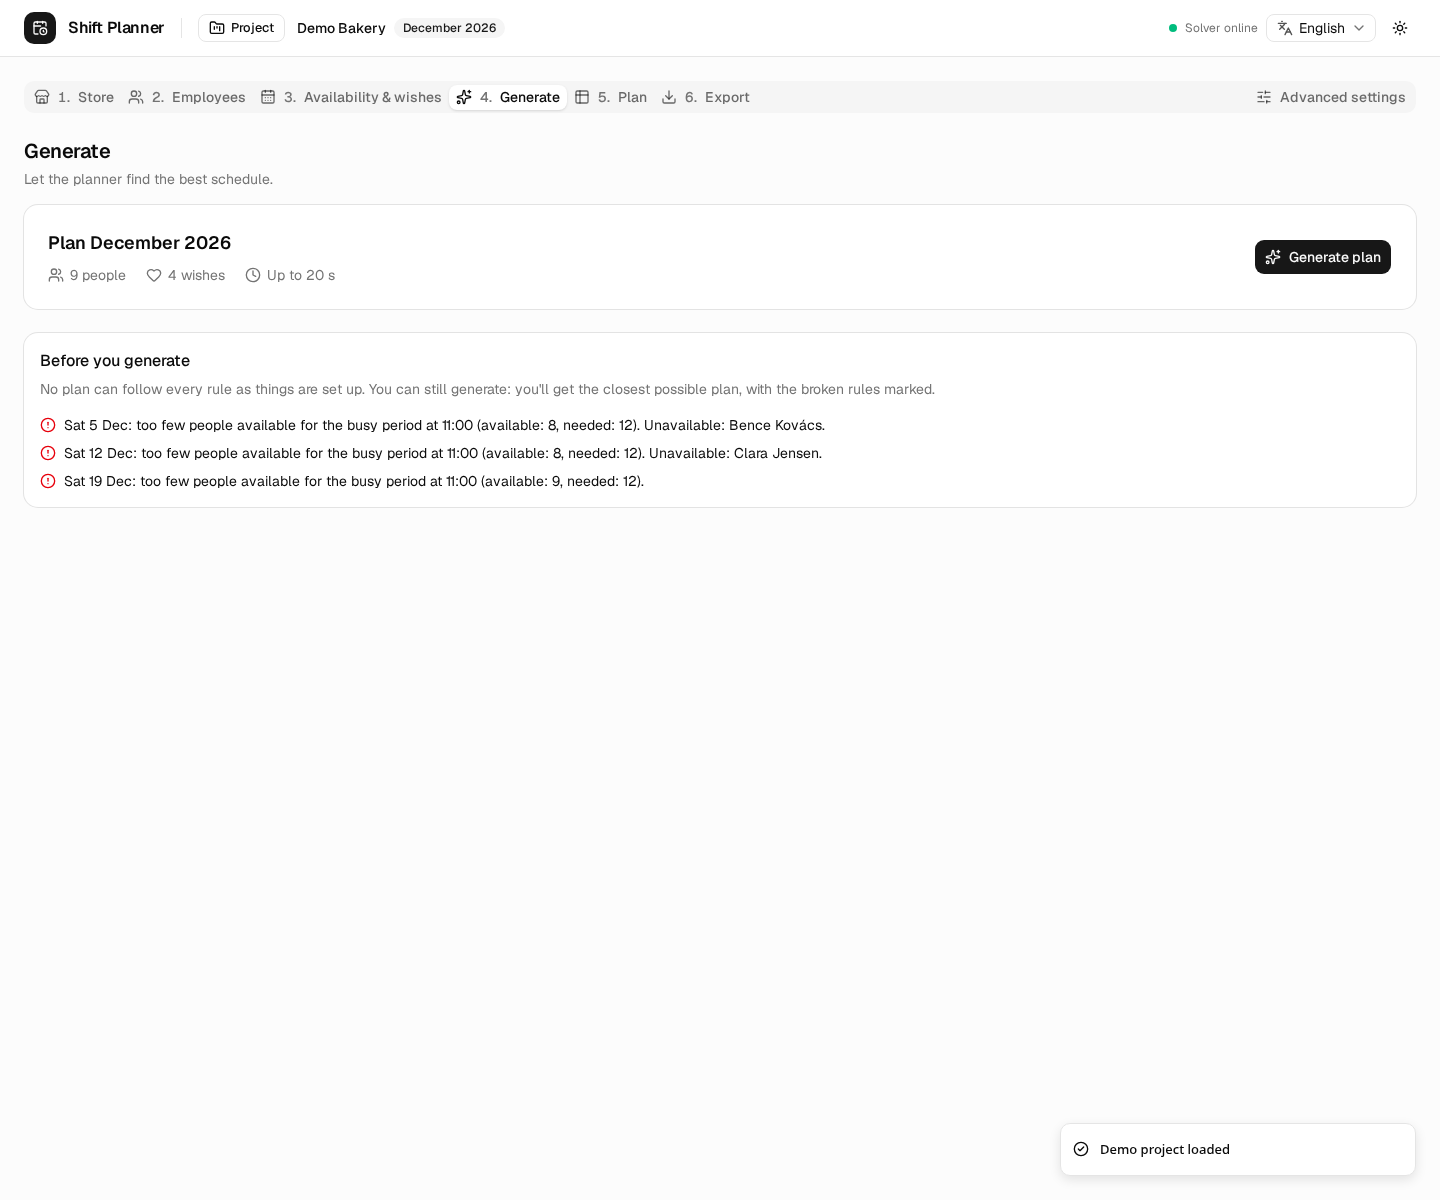 Shift Planner
Project
Demo Bakery
December 2026
Solver online
English
1. Store
2. Employees
3. Availability & wishes
4. Generate
5. Plan
6. Export
Advanced settings
Generate
Let the planner find the best schedule.
Plan December 2026
9 people
4 wishes
Up to 20 s
Generate plan
Before you generate
No plan can follow every rule as things are set up. You can still generate: you'll get the closest possible plan, with the broken rules marked.
Sat 5 Dec: too few people available for the busy period at 11:00 (available: 8, needed: 12). Unavailable: Bence Kovács.
Sat 12 Dec: too few people available for the busy period at 11:00 (available: 8, needed: 12). Unavailable: Clara Jensen.
Sat 19 Dec: too few people available for the busy period at 11:00 (available: 9, needed: 12).
Demo project loaded